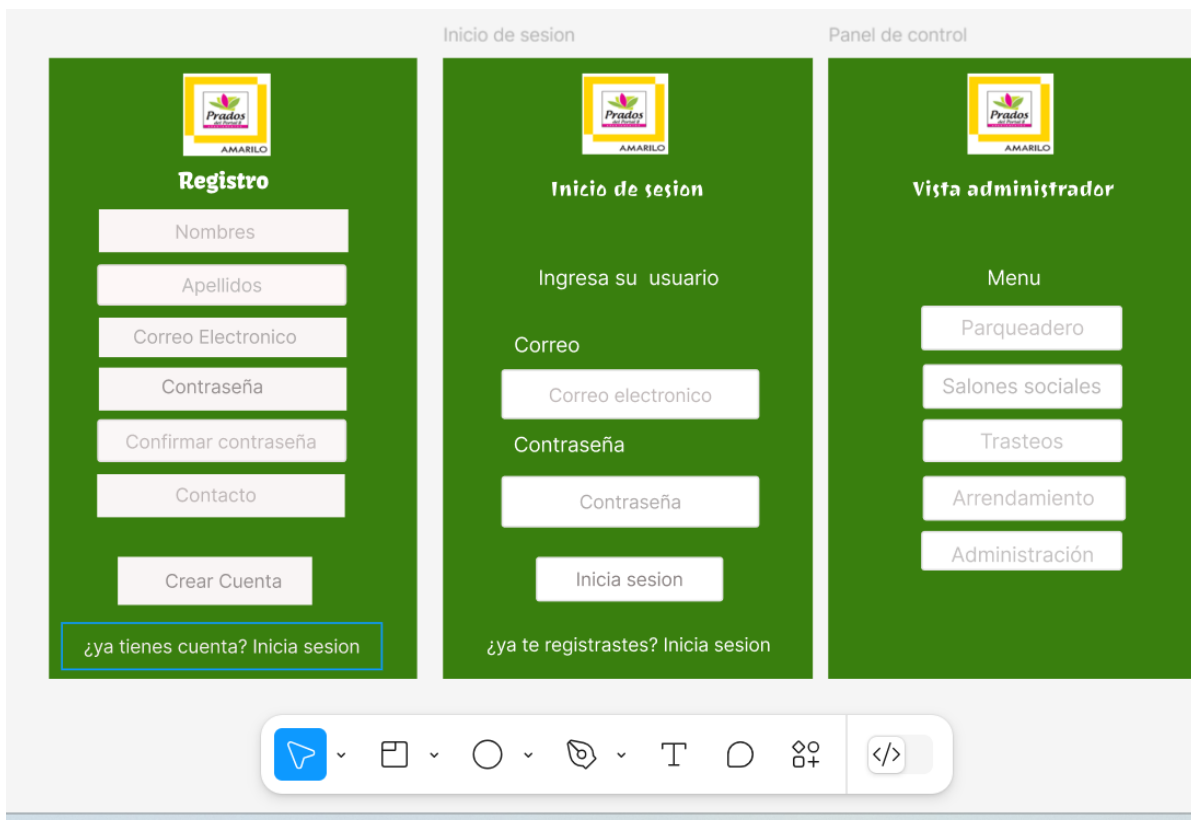 Inicio de sesion
Panel de control
Prados
AMARILO
Registro
Nombres
Apellidos
Correo Electronico
Contraseña
Confirmar contraseña
Contacto
Crear Cuenta
¿ya tienes cuenta? Inicia sesion
Prados
AMARILO
Inicio de sesion
Ingresa su usuario
Correo
Correo electronico
Contraseña
Contraseña
Inicia sesion
¿ya te registrastes? Inicia sesion
Prados
AMARILO
Vista administrador
Menu
Parqueadero
Salones sociales
Trasteos
Arrendamiento
Administración